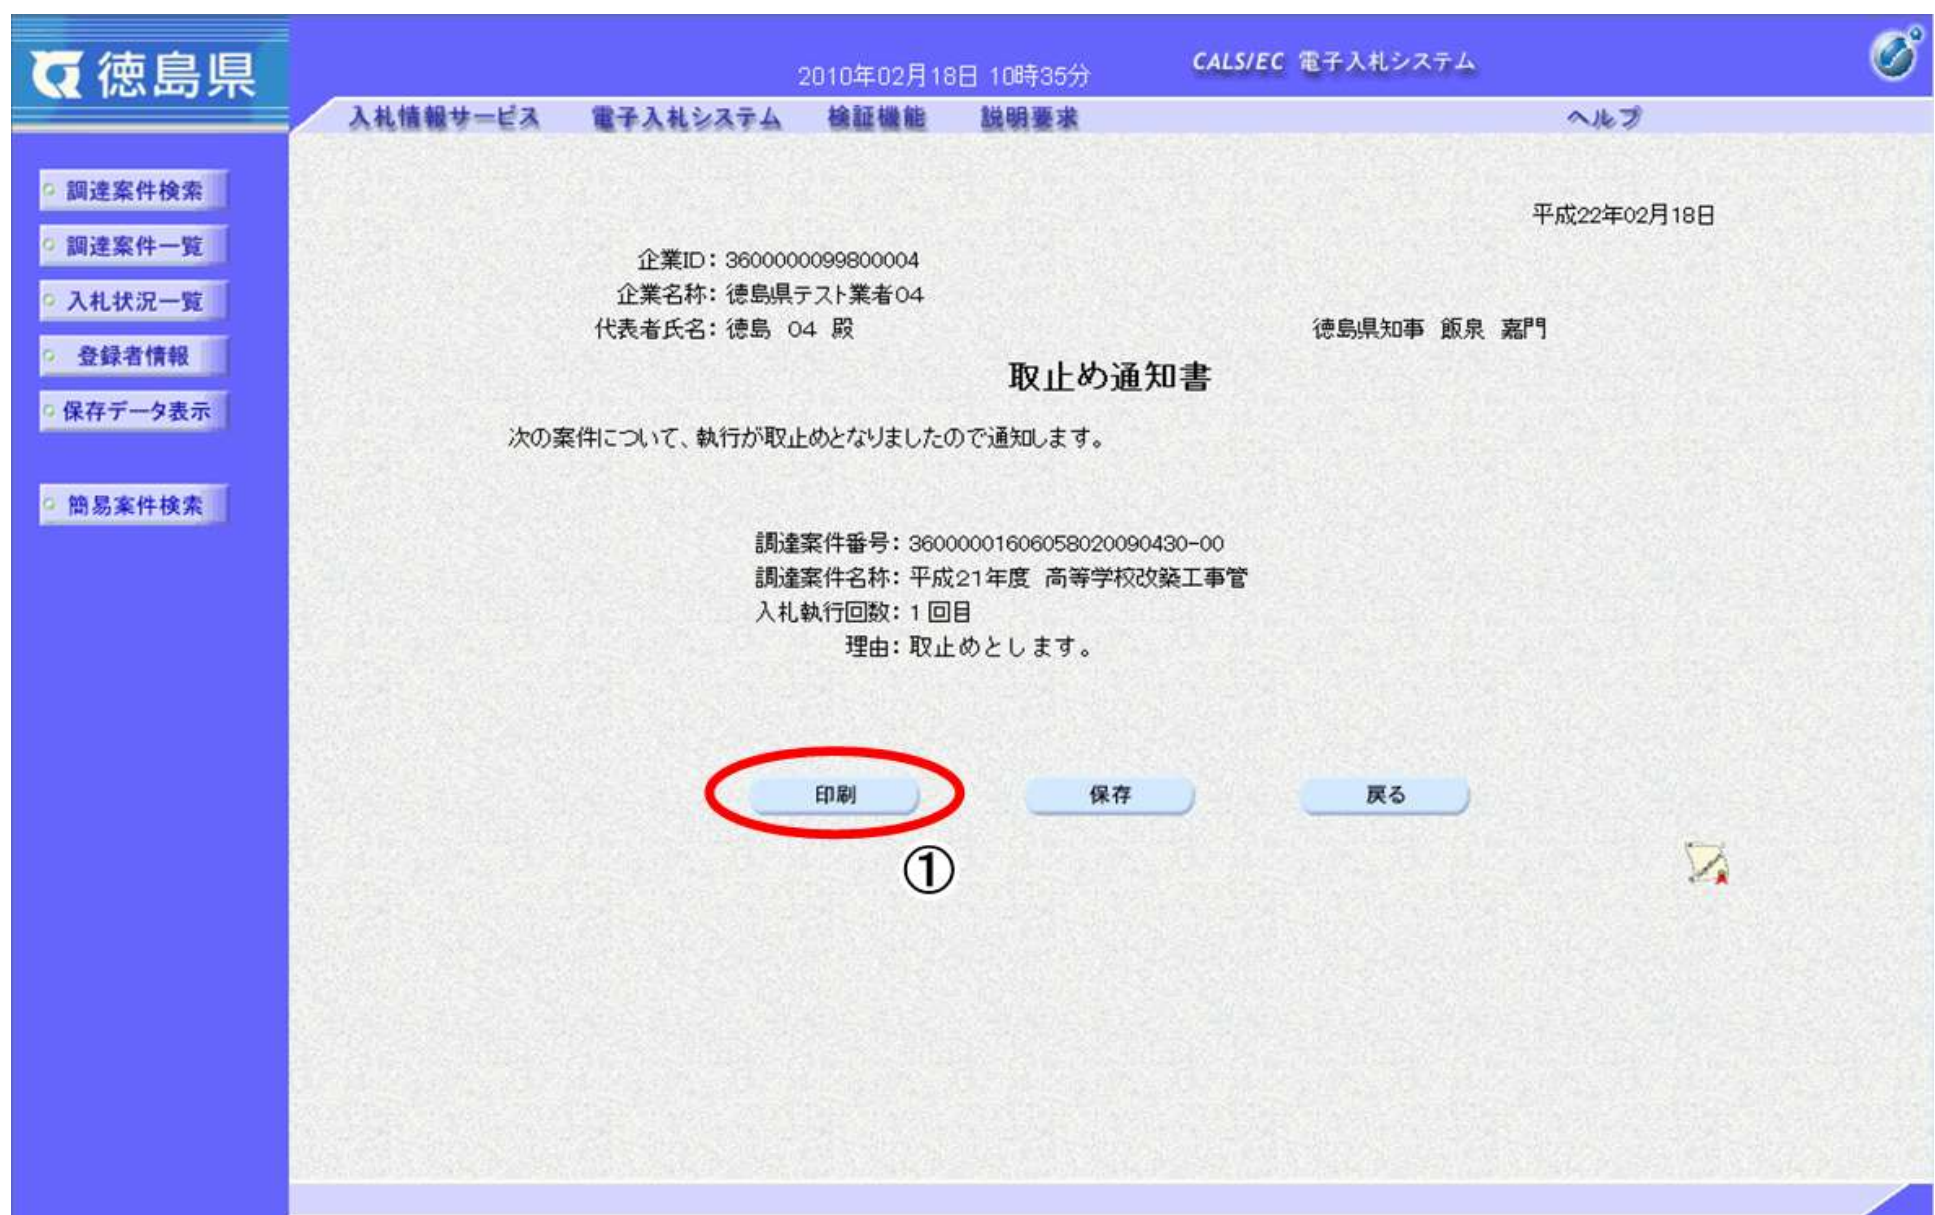 徳島県
2010年02月18日 10時35分
CALS/EC 電子入札システム
入札情報サービス 電子入札システム 検証機能 説明要求 ヘルプ
調達案件検索
調達案件一覧
入札状況一覧
登録者情報
保存データ表示
簡易案件検索
平成22年02月18日
企業ID：3600000099800004
企業名称：徳島県テスト業者04
代表者氏名：徳島 04 殿
徳島県知事 飯泉 嘉門
取止め通知書
次の案件について、執行が取止めとなりましたので通知します。
調達案件番号：3600000160605802009​0430-00
調達案件名称：平成21年度 高等学校改築工事管
入札執行回数：1回目
理由：取止めとします。
印刷 保存 戻る
①